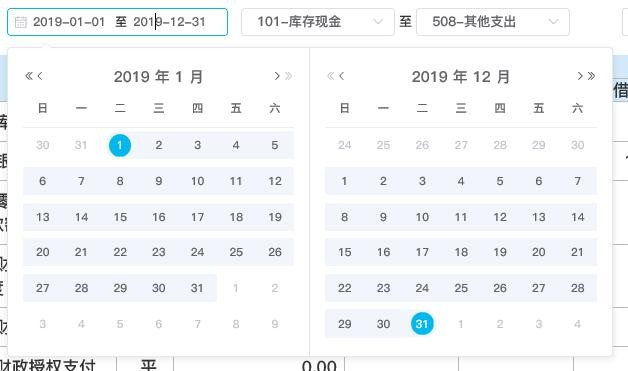 2019-01-01 至 2019-12-31 101-库存现金 至 508-其他支出
« ‹ 2019 年 1 月 › » « ‹ 2019 年 12 月 › »
借
日 一 二 三 四 五 六 日 一 二 三 四 五 六
30 31 1 2 3 4 5 24 25 26 27 28 29 30
6 7 8 9 10 11 12 1 2 3 4 5 6 7
13 14 15 16 17 18 19 8 9 10 11 12 13 14
20 21 22 23 24 25 26 15 16 17 18 19 20 21
27 28 29 30 31 1 2 22 23 24 25 26 27 28
3 4 5 6 7 8 9 29 30 31 1 2 3 4
财政授权支付 平 0.00